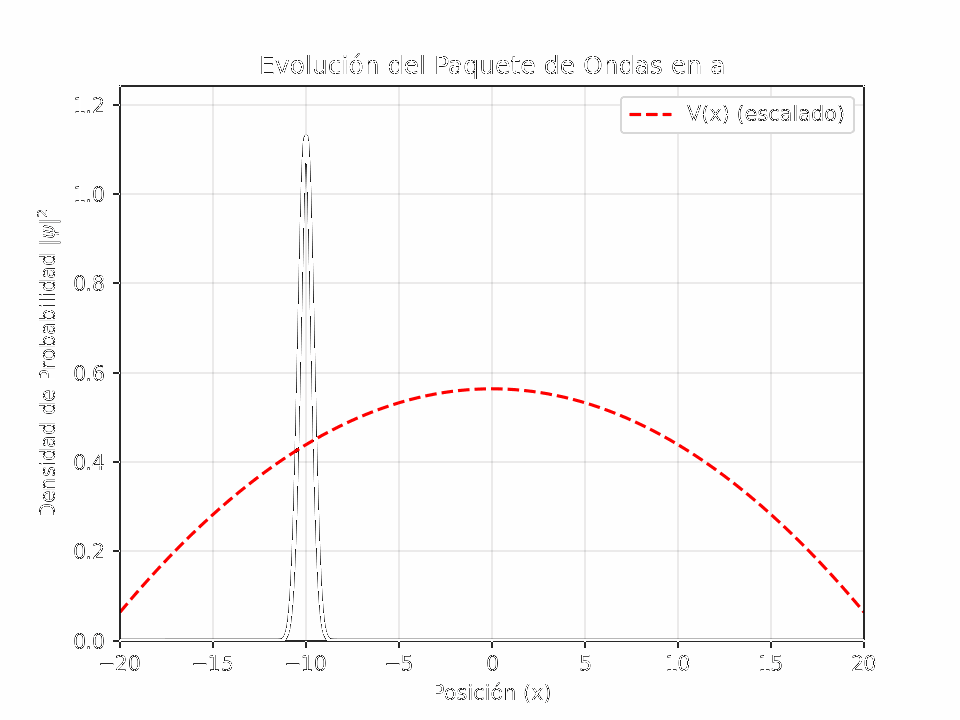 Evolución del Paquete de Ondas en a
V(x) (escalado)
Densidad de Probabilidad |ψ|²
1.2
1.0
0.8
0.6
0.4
0.2
0.0
−20 −15 −10 −5 0 5 10 15 20
Posición (x)